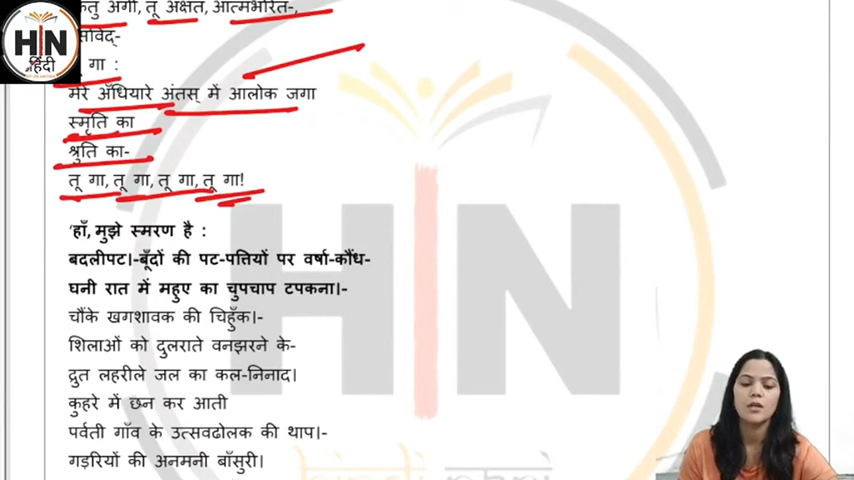 अंगी, तू अक्षत, आत्मभरित-,
HIN
हिंदी
गा :
मेरे अँधियारे अंतस् में आलोक जगा
स्मृति का
श्रुति का-
तू गा, तू गा, तू गा, तू गा!
'हाँ, मुझे स्मरण है :
बदलीपट।-बूँदों की पट-पतियों पर वर्षा-कौंध-
घनी रात में महुए का चुपचाप टपकना।-
चौंके खगशावक की चिहुँक।-
शिलाओं को दुलराते वनझरने के-
द्रुत लहरीले जल का कल-निनाद।
कुहरे में छन कर आती
पर्वती गाँव के उत्सवढोलक की थाप।-
गड़रियों की अनमनी बाँसुरी।
HIN